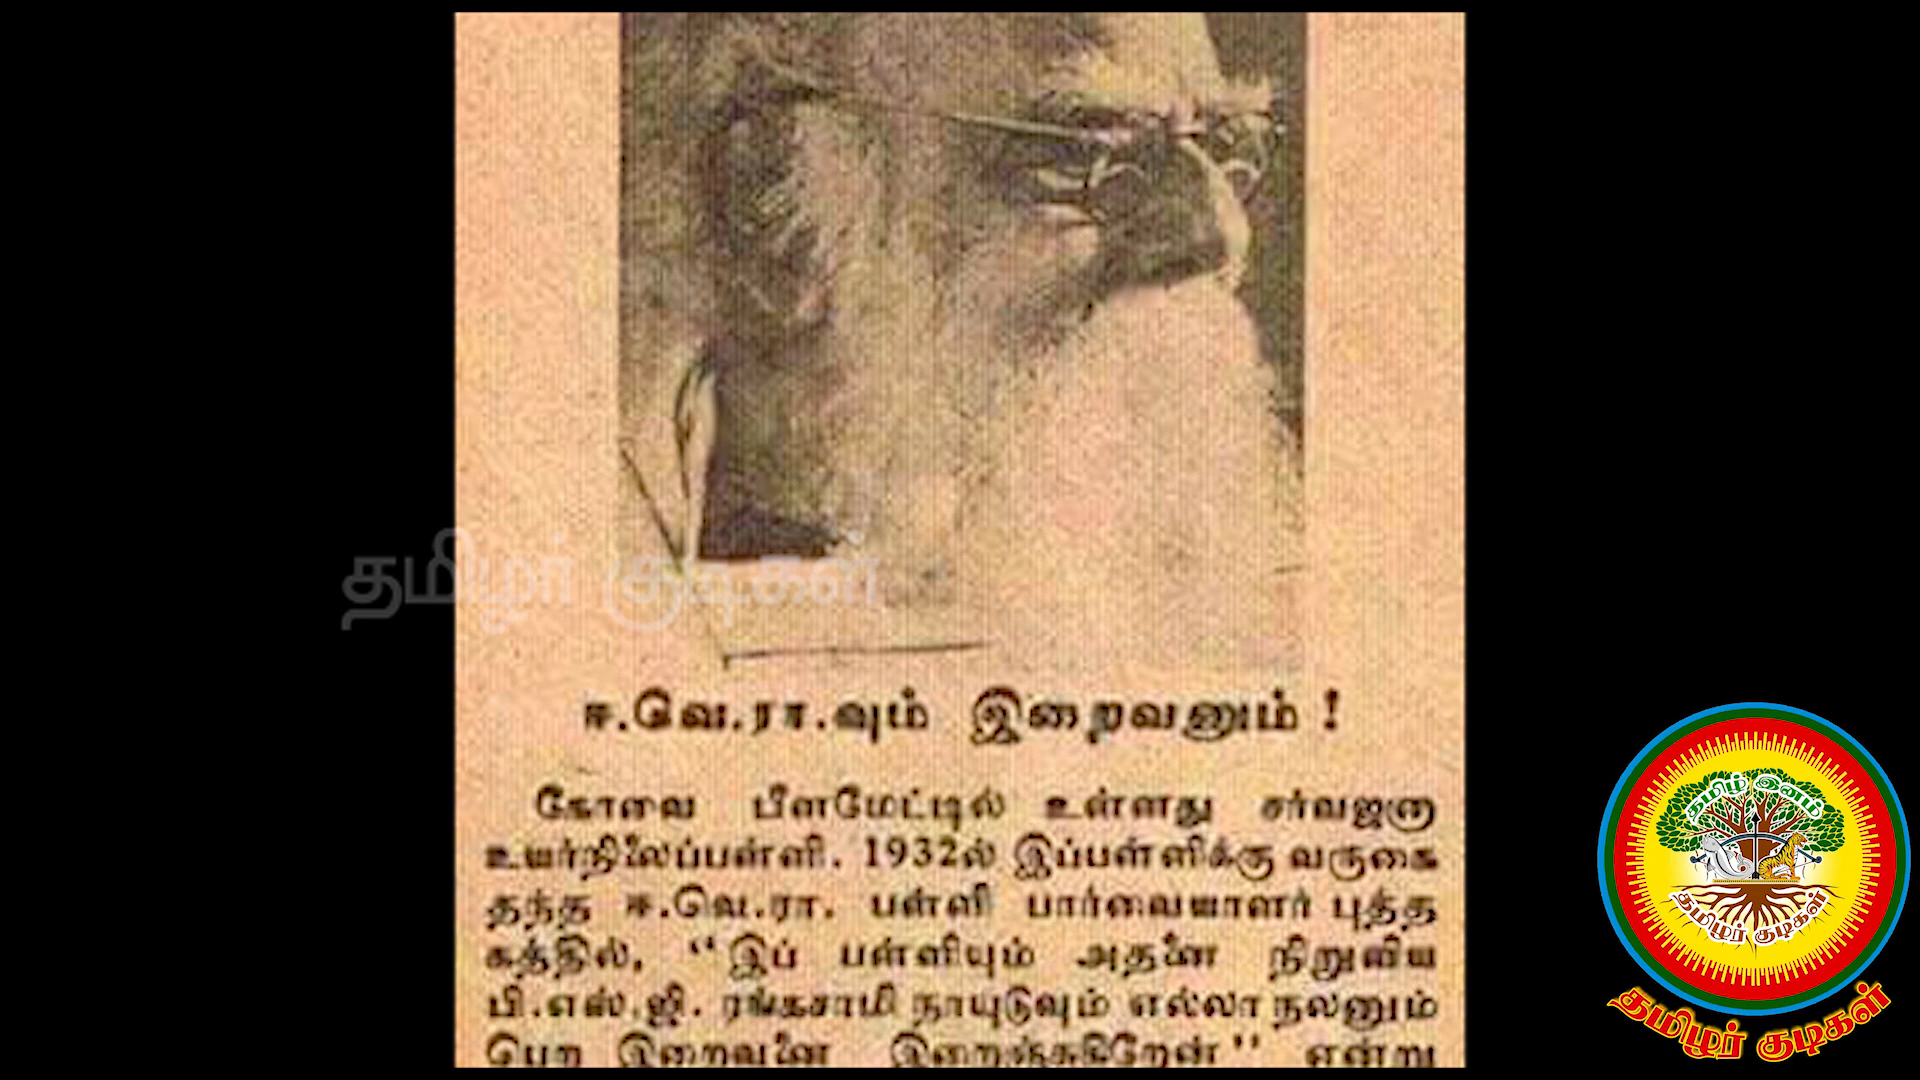 தமிழர் குடிகள்
ஈ.வெ.ரா.வும் இறைவனும் !
கோவை பீளமேட்டில் உள்ளது சர்வஜன
உயர்நிலைப்பள்ளி. 1932ல் இப்பள்ளிக்கு வருகை
தந்த ஈ.வெ.ரா. பள்ளி பார்வையாளர் புத்த
கத்தில், “இப் பள்ளியும் அதனை நிறுவிய
பி.எஸ்.ஜி. ரங்கசாமி நாயுடுவும் எல்லா நலனும்
பெற இறைவனை இறைஞ்சுகிறேன்” என்று
தமிழ் இனம்
தமிழர் குடிகள்
தமிழர் குடிகள்